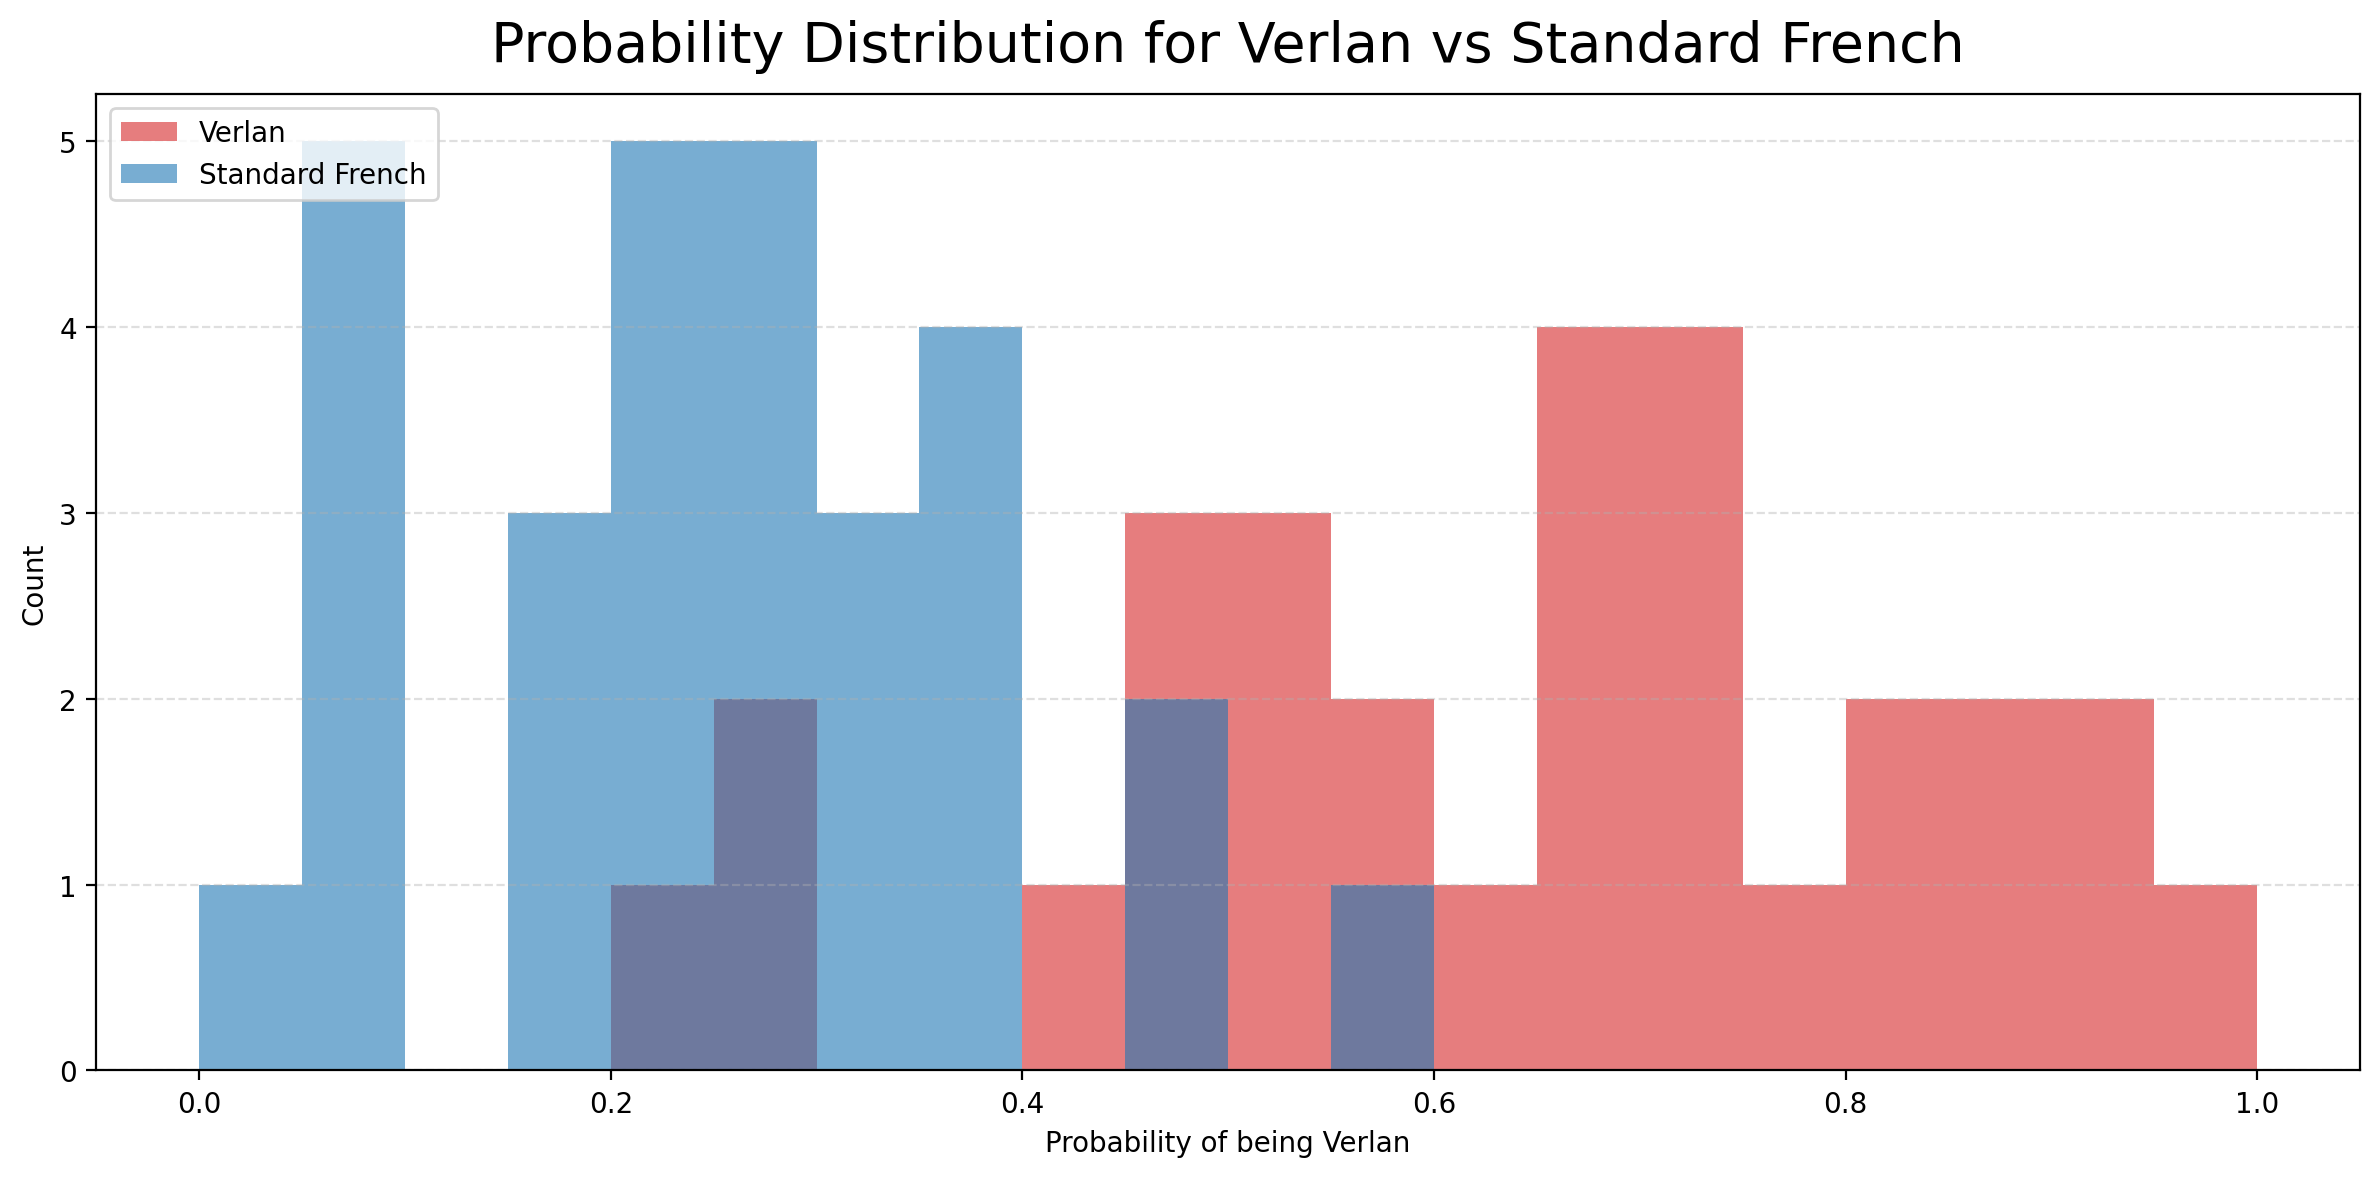 Probability Distribution for Verlan vs Standard French
Verlan
Standard French
5
4
3
2
1
0
Count
0.0 0.2 0.4 0.6 0.8 1.0
Probability of being Verlan